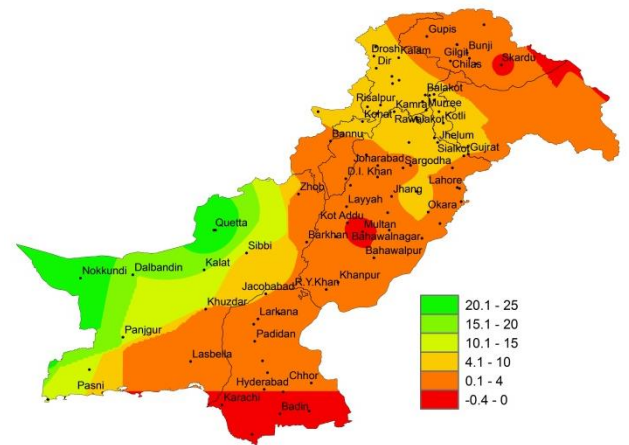 Gupis
Drosh
Kalam
Gilgit
Bunji
Dir
Chilas
Skardu
Balakot
Risalpur
Kamra
Murree
Kohat
Rawalakot
Kotli
Bannu
Jhelum
Sialkot
Gujrat
Joharabad
Sargodha
D.I. Khan
Lahore
Zhob
Jhang
Layyah
Okara
Kot Addu
Quetta
Multan
Barkhan
Bahawalnagar
Sibbi
Bahawalpur
Nokkundi
Dalbandin
Kalat
Khanpur
Jacobabad
R.Y.Khan
Khuzdar
Larkana
Panjgur
Padidan
Lasbella
Pasni
Hyderabad
Chhor
Karachi
Badin
20.1 - 25
15.1 - 20
10.1 - 15
4.1 - 10
0.1 - 4
-0.4 - 0